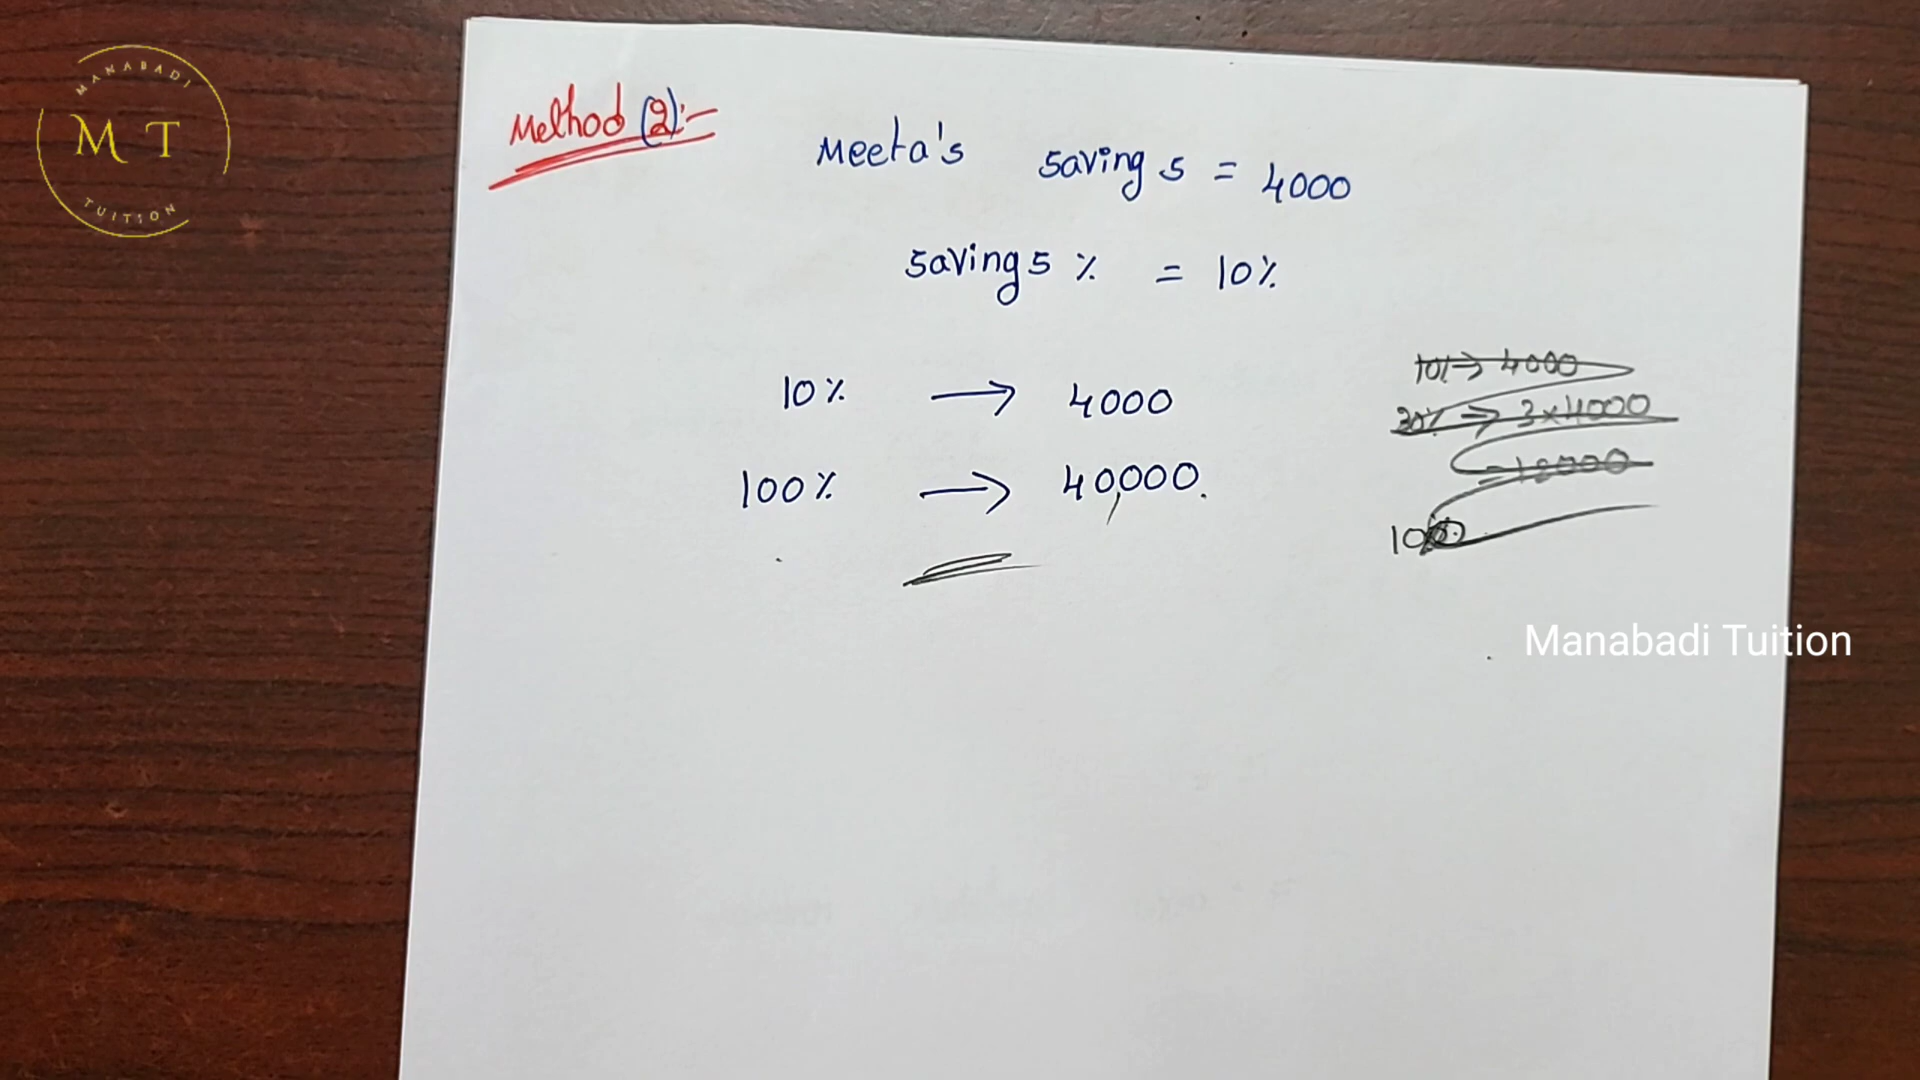 MANABADI
MT
TUITION
Method (2):-
Meeta's savings = 4000
savings % = 10%
10% → 4000
100% → 40,000.
10% → 4000
30% → 3×4000
= 12000
100
Manabadi Tuition